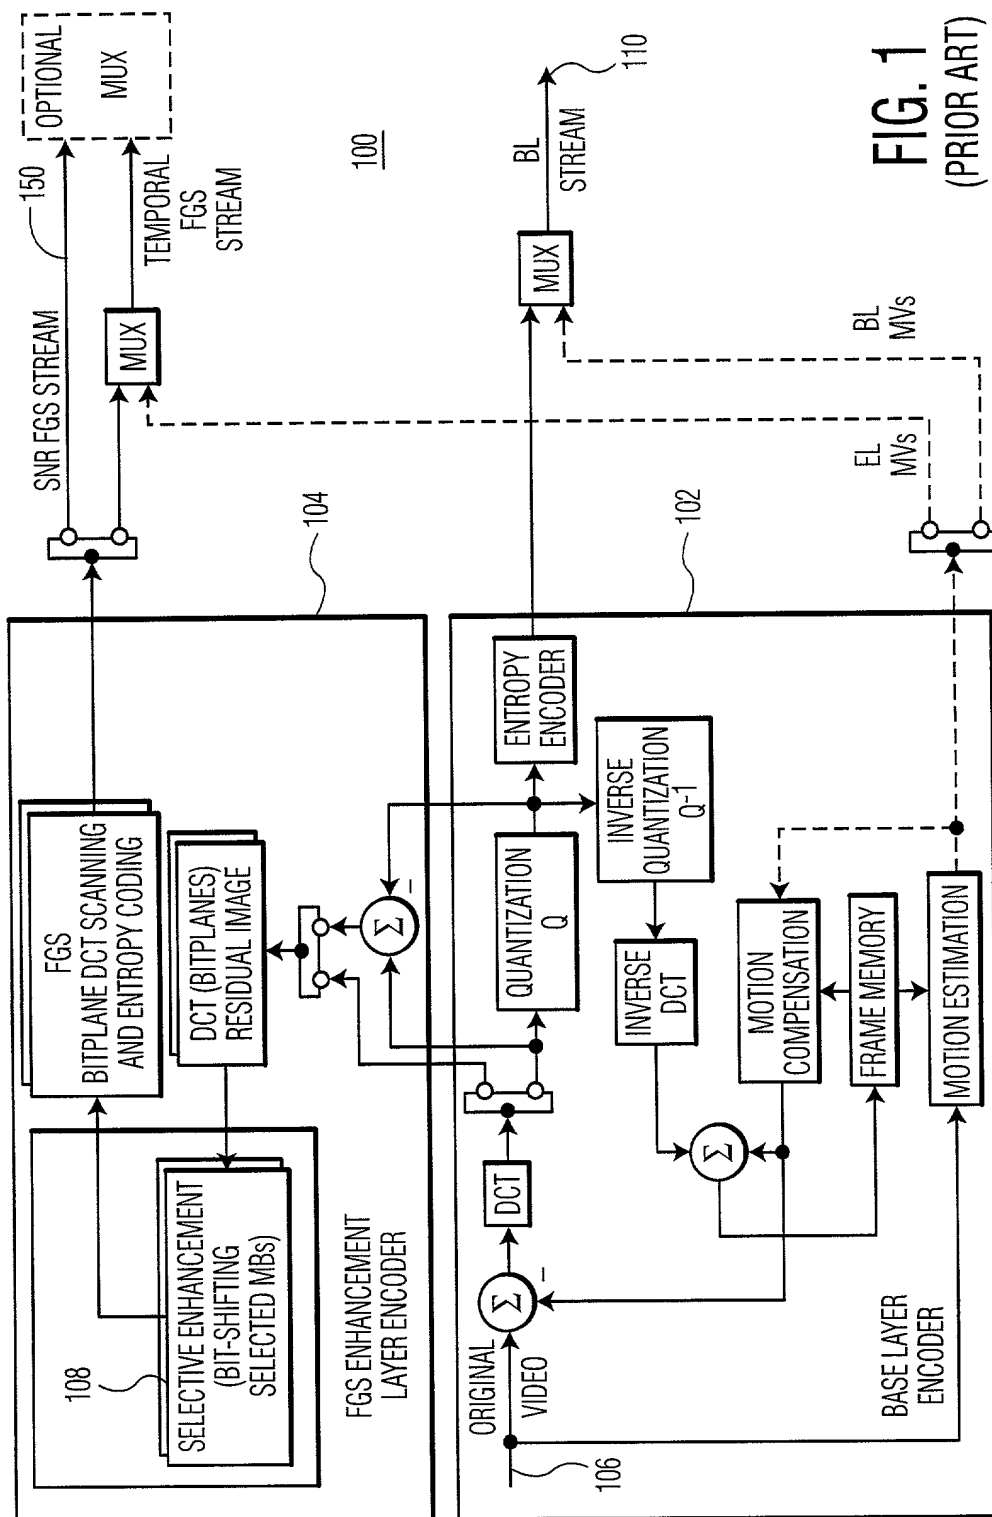 OPTIONAL
MUX
150
SNR FGS STREAM
TEMPORAL
FGS
STREAM
MUX
104
FGS
BITPLANE DCT SCANNING
AND ENTROPY CODING
DCT (BITPLANES)
RESIDUAL IMAGE
108
SELECTIVE ENHANCEMENT
(BIT-SHIFTING
SELECTED MBs)
FGS ENHANCEMENT
LAYER ENCODER
Σ
-
100
BL
STREAM
110
MUX
BL
MVs
EL
MVs
102
ENTROPY
ENCODER
QUANTIZATION
Q
INVERSE
QUANTIZATION
Q-1
INVERSE
DCT
DCT
Σ
-
Σ
MOTION
COMPENSATION
FRAME MEMORY
MOTION ESTIMATION
ORIGINAL
VIDEO
106
BASE LAYER
ENCODER
FIG. 1
(PRIOR ART)